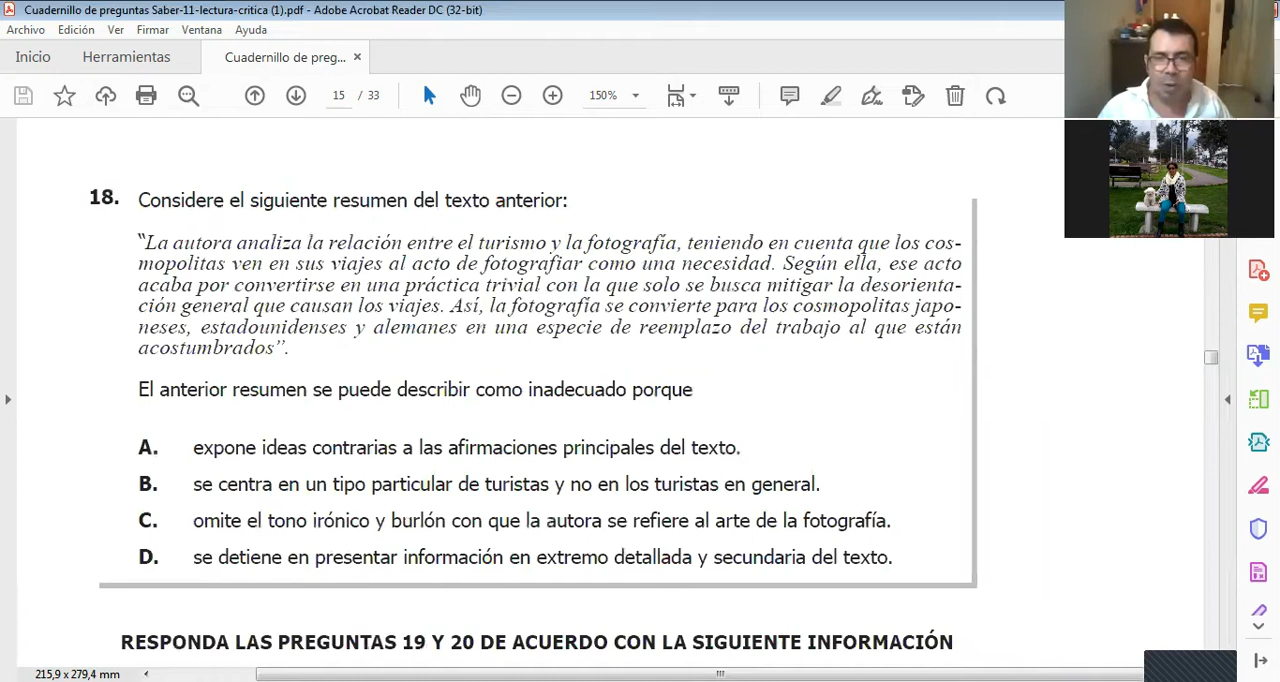 Cuadernillo de preguntas Saber-11-lectura-critica (1).pdf - Adobe Acrobat Reader DC (32-bit)
Archivo Edición Ver Firmar Ventana Ayuda
Inicio Herramientas Cuadernillo de preg... ×
15 / 33 150%
18. Considere el siguiente resumen del texto anterior:
“La autora analiza la relación entre el turismo y la fotografía, teniendo en cuenta que los cos-
mopolitas ven en sus viajes al acto de fotografiar como una necesidad. Según ella, ese acto
acaba por convertirse en una práctica trivial con la que solo se busca mitigar la desorienta-
ción general que causan los viajes. Así, la fotografía se convierte para los cosmopolitas japo-
neses, estadounidenses y alemanes en una especie de reemplazo del trabajo al que están
acostumbrados”.
El anterior resumen se puede describir como inadecuado porque
A. expone ideas contrarias a las afirmaciones principales del texto.
B. se centra en un tipo particular de turistas y no en los turistas en general.
C. omite el tono irónico y burlón con que la autora se refiere al arte de la fotografía.
D. se detiene en presentar información en extremo detallada y secundaria del texto.
RESPONDA LAS PREGUNTAS 19 Y 20 DE ACUERDO CON LA SIGUIENTE INFORMACIÓN
215,9 x 279,4 mm